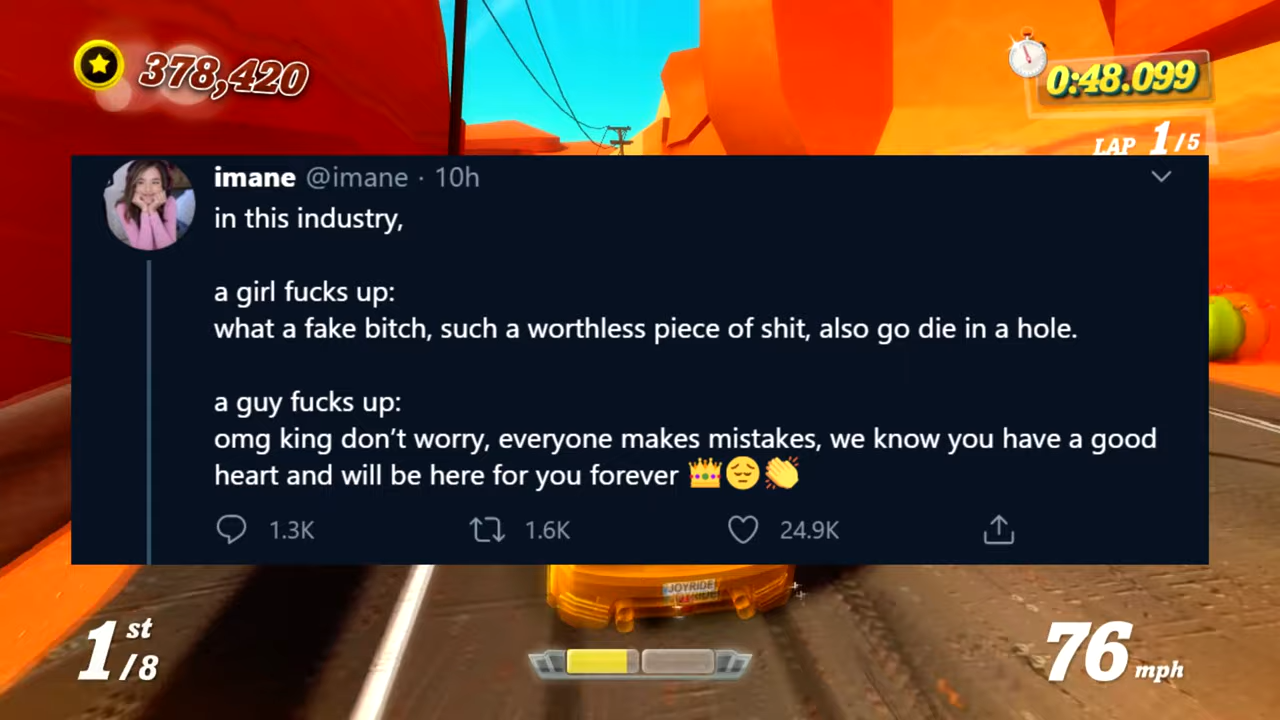 378,420
0:48.099
LAP 1/5
imane @imane · 10h
in this industry,
a girl fucks up:
what a fake bitch, such a worthless piece of shit, also go die in a hole.
a guy fucks up:
omg king don’t worry, everyone makes mistakes, we know you have a good
heart and will be here for you forever 👑😔👏
1.3K 1.6K 24.9K
JOYRIDE
1st/8
76 mph